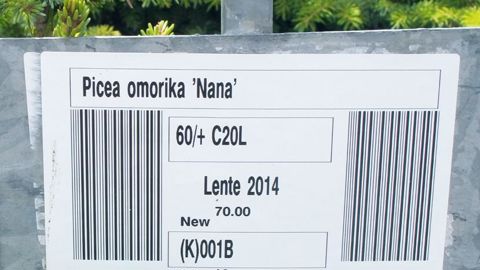 Picea omorika 'Nana'
60/+ C20L
Lente 2014
70.00
New
(K)001B